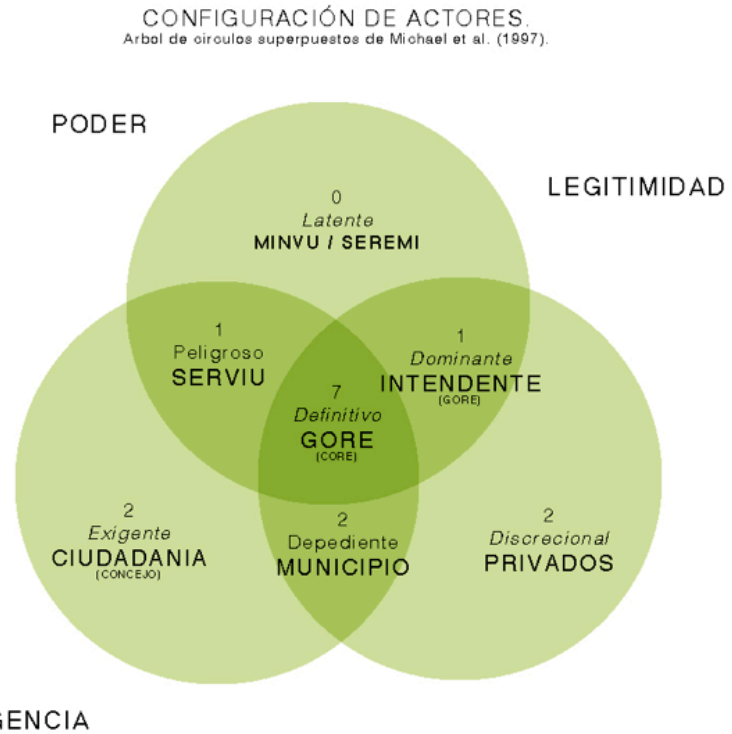 CONFIGURACIÓN DE ACTORES.
Arbol de circulos superpuestos de Michael et al. (1997).
PODER
LEGITIMIDAD
0
Latente
MINVU / SEREMI
1
Peligroso
SERVIU
1
Dominante
INTENDENTE
(GORE)
7
Definitivo
GORE
(CORE)
2
Exigente
CIUDADANIA
(CONCEJO)
2
Depediente
MUNICIPIO
2
Discrecional
PRIVADOS
GENCIA